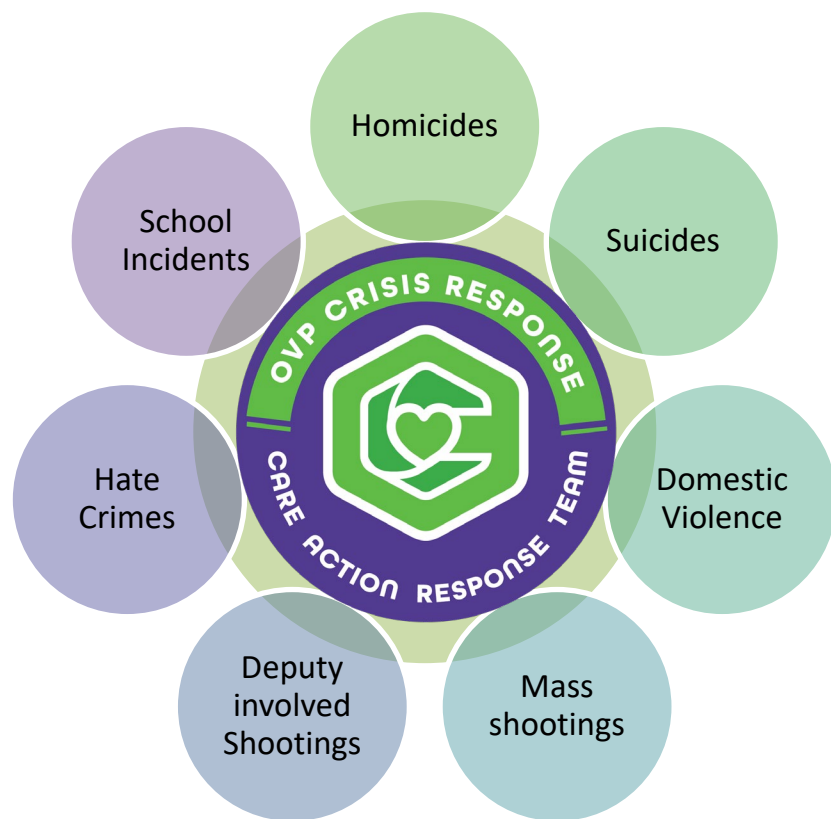 Homicides
Suicides
Domestic
Violence
Mass
shootings
Deputy
involved
Shootings
Hate
Crimes
School
Incidents
OVP CRISIS RESPONSE
CARE ACTION RESPONSE TEAM